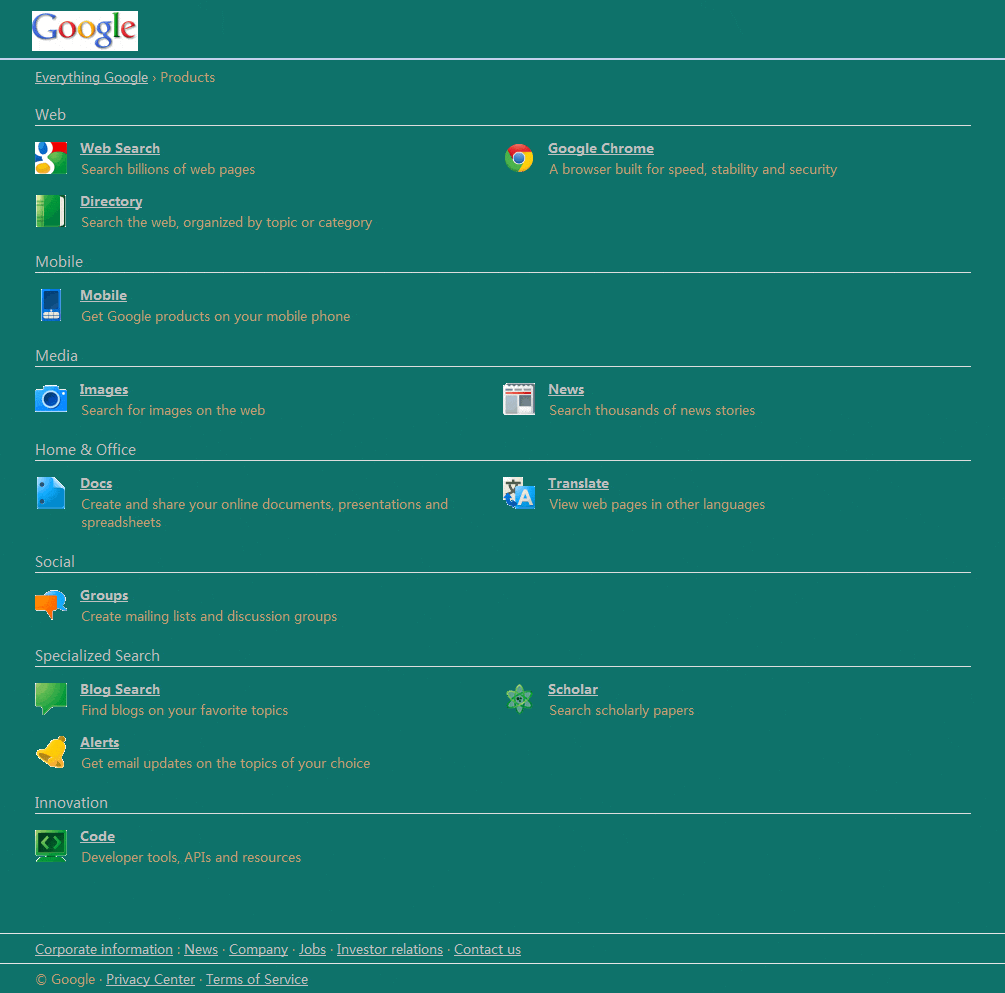 Google
Everything Google › Products
Web
Web Search
Search billions of web pages
Google Chrome
A browser built for speed, stability and security
Directory
Search the web, organized by topic or category
Mobile
Mobile
Get Google products on your mobile phone
Media
Images
Search for images on the web
News
Search thousands of news stories
Home & Office
Docs
Create and share your online documents, presentations and
spreadsheets
Translate
View web pages in other languages
Social
Groups
Create mailing lists and discussion groups
Specialized Search
Blog Search
Find blogs on your favorite topics
Scholar
Search scholarly papers
Alerts
Get email updates on the topics of your choice
Innovation
Code
Developer tools, APIs and resources
Corporate information : News · Company · Jobs · Investor relations · Contact us
© Google · Privacy Center · Terms of Service